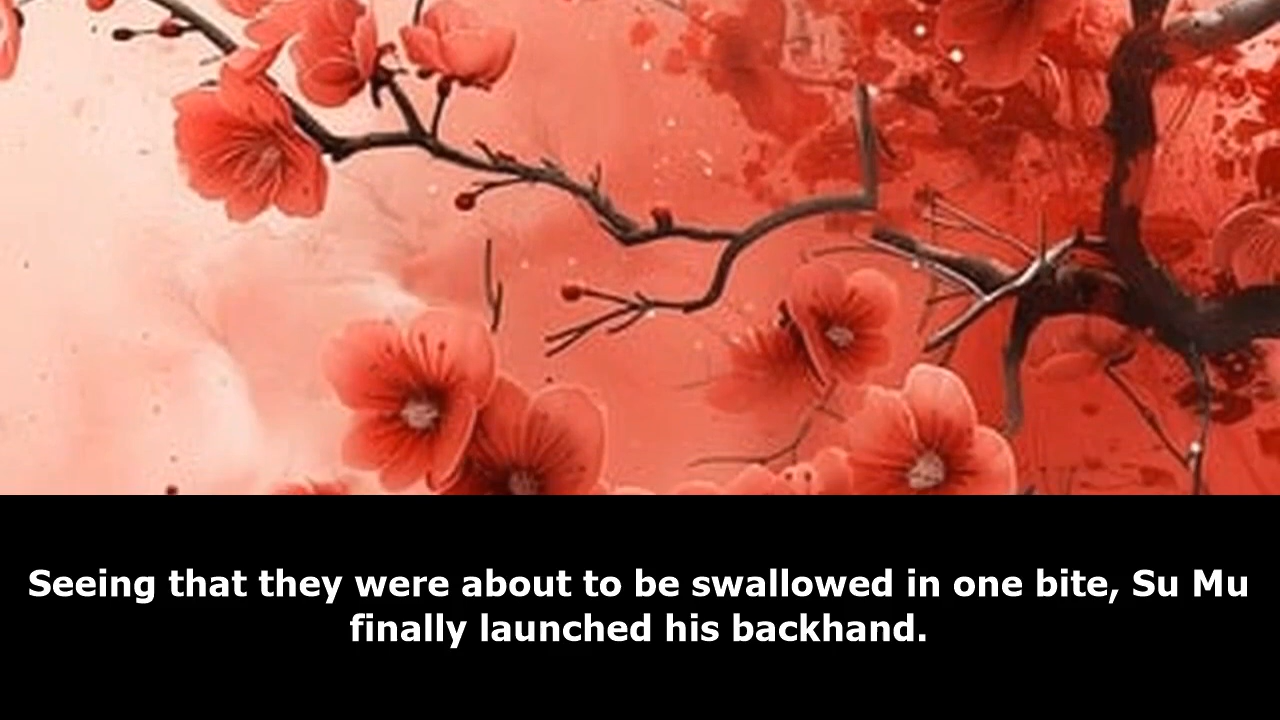 Seeing that they were about to be swallowed in one bite, Su Mu
finally launched his backhand.